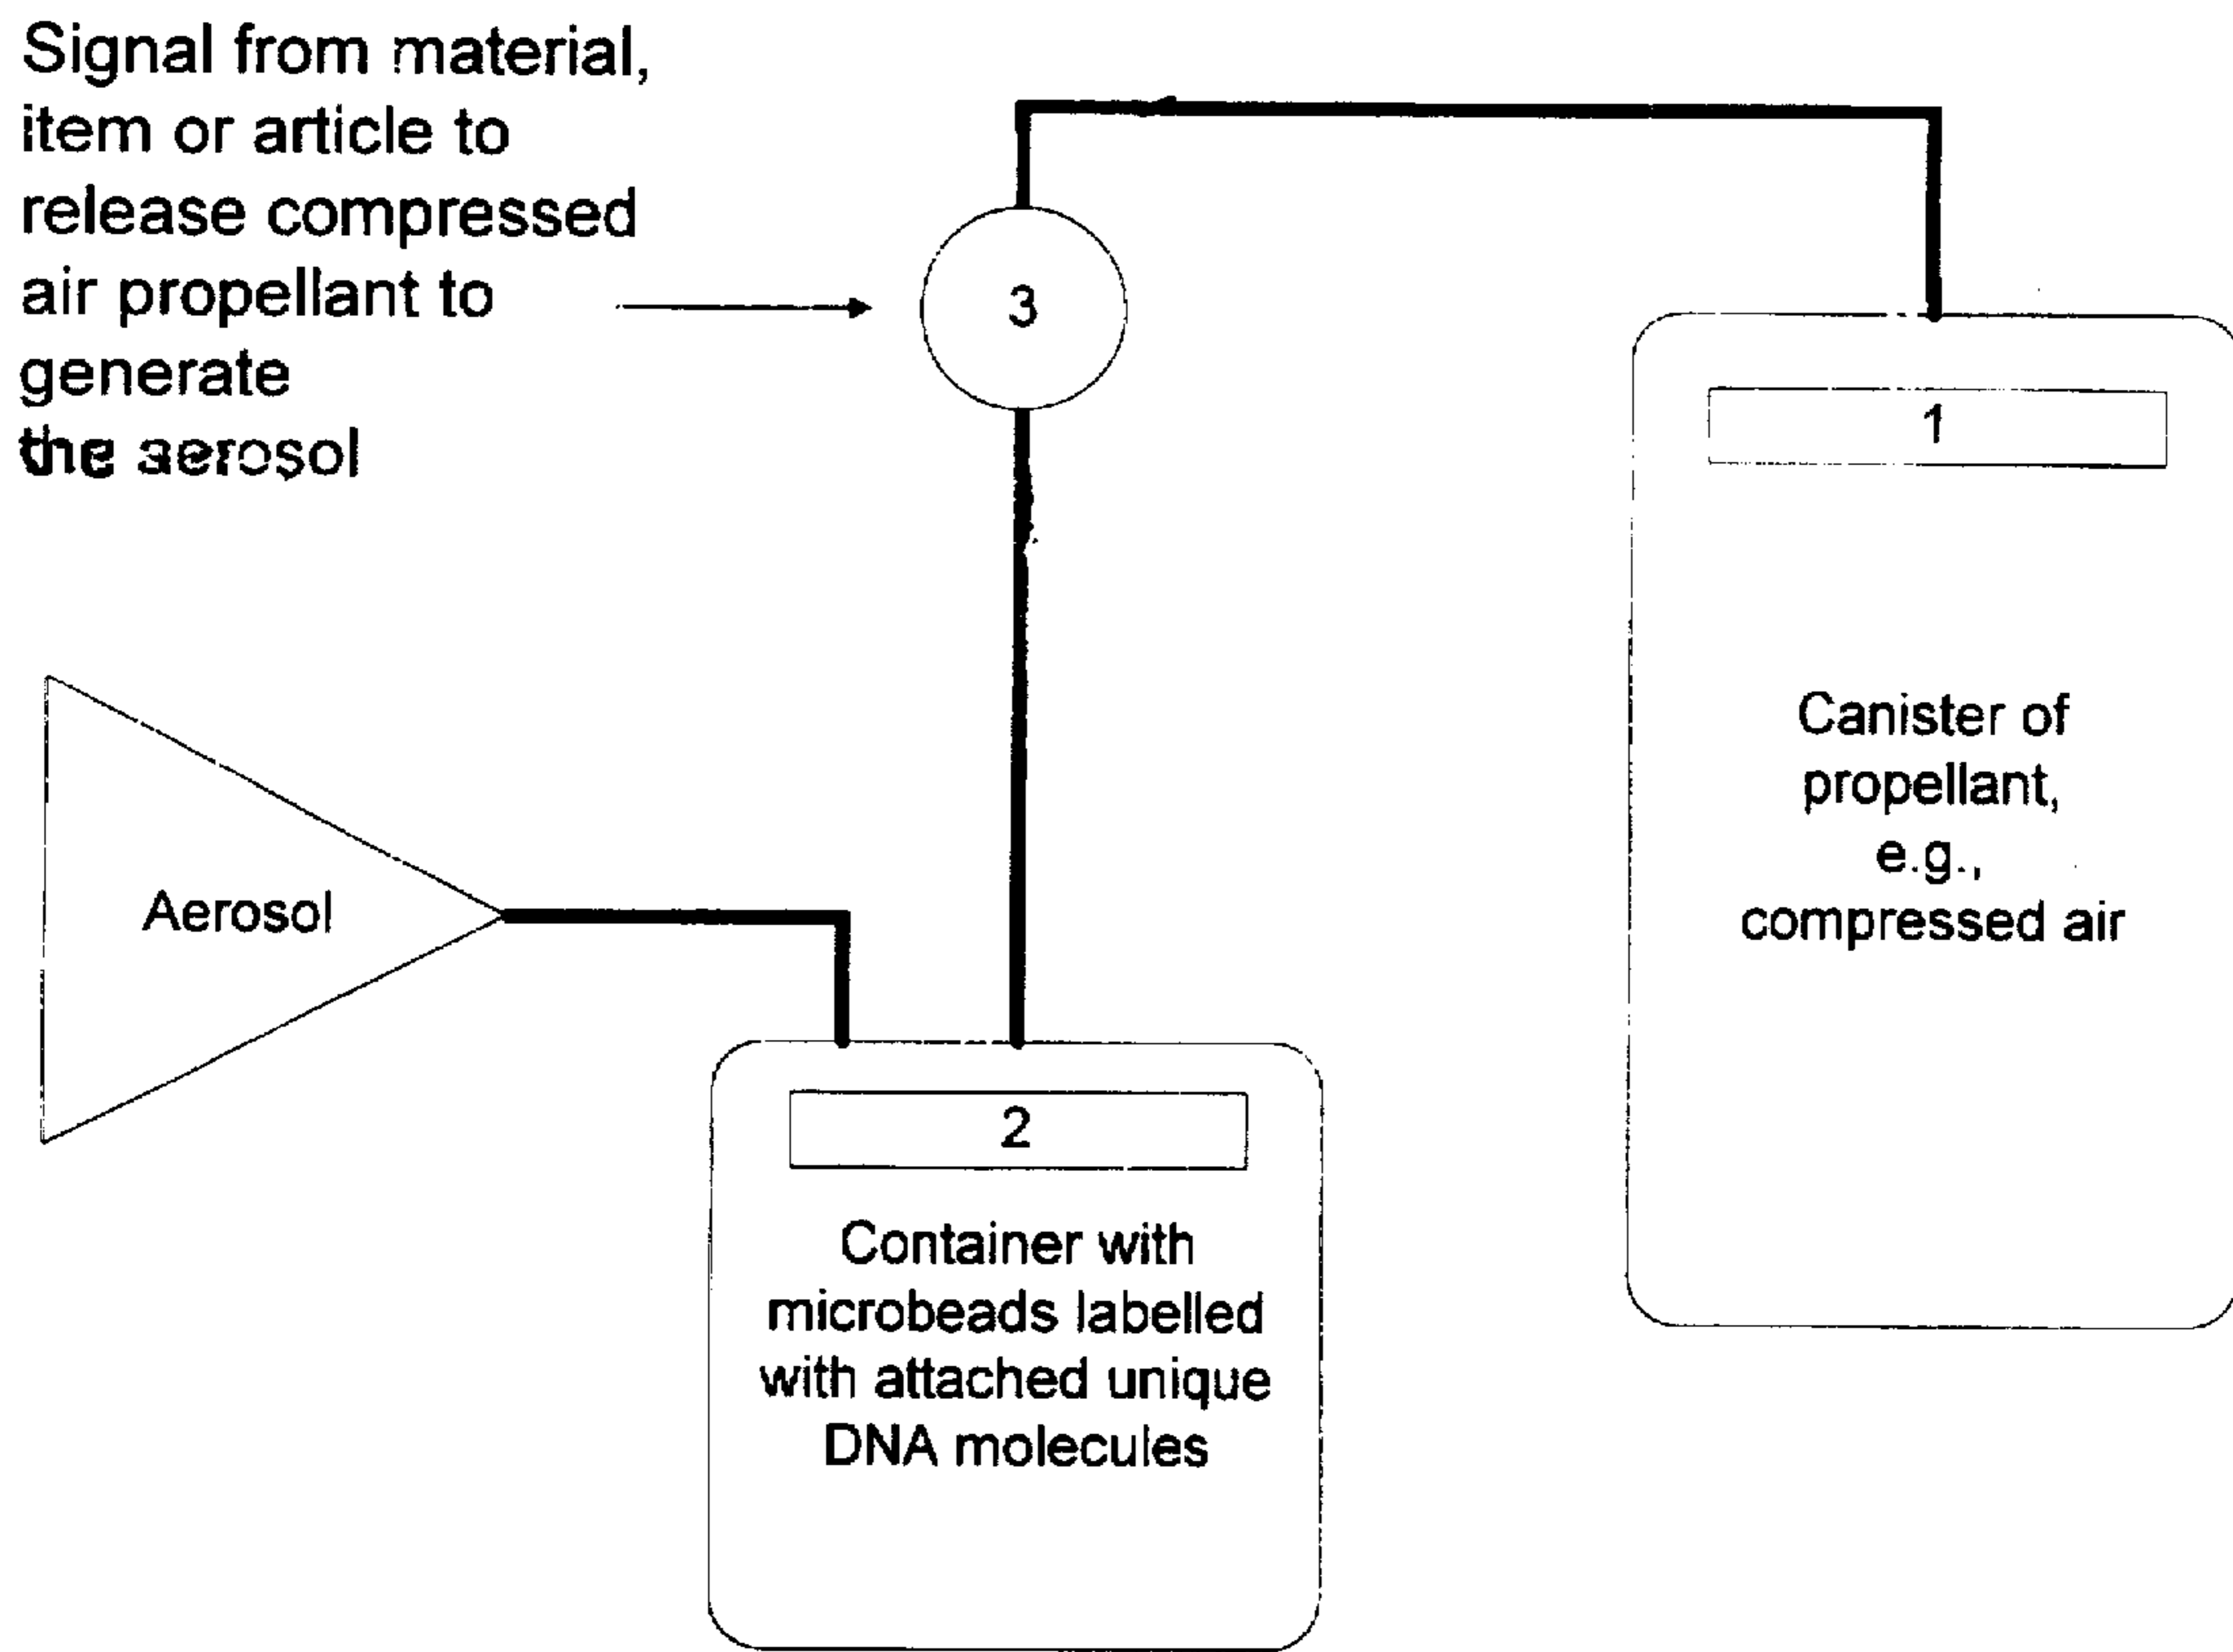 Signal from material,
item or article to
release compressed
air propellant to
generate
the aerosol
3
1
Canister of
propellant,
e.g.,
compressed air
Aerosol
2
Container with
microbeads labelled
with attached unique
DNA molecules